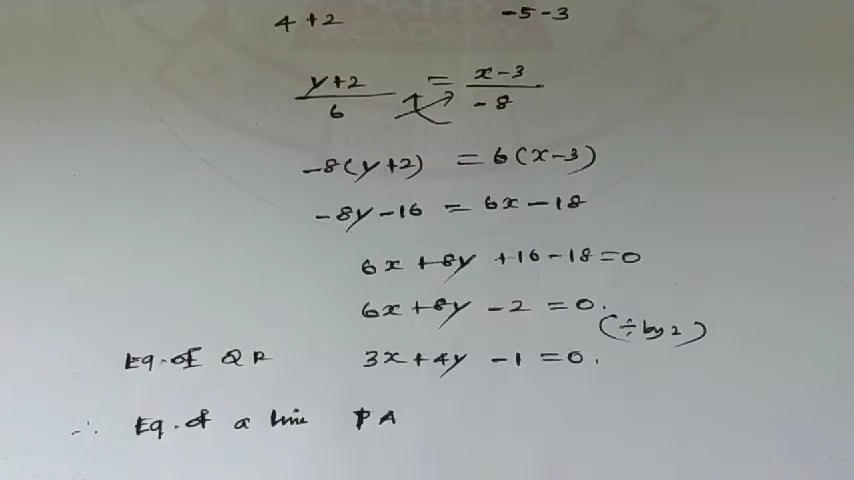 4+2 -5-3
y+2/6 = x-3/-8
-8(y+2) = 6(x-3)
-8y-16 = 6x-18
6x+8y+16-18=0
6x+8y-2=0.
(÷ by 2)
Eq. of QR 3x+4y-1=0.
∴ Eq. of a line PA